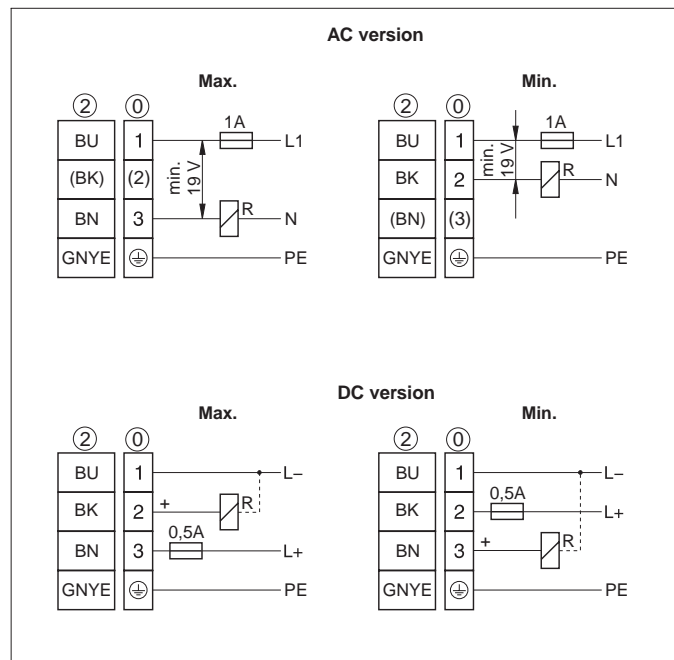 AC version
Max.
② ⓪
BU 1 1A L1
(BK) (2) min. 19 V
BN 3 R N
GNYE PE
Min.
② ⓪
BU 1 1A L1
BK 2 min. 19 V R N
(BN) (3)
GNYE PE
DC version
Max.
② ⓪
BU 1 L–
BK 2 + R
BN 3 0,5A L+
GNYE PE
Min.
② ⓪
BU 1 L–
BK 2 0,5A L+
BN 3 + R
GNYE PE